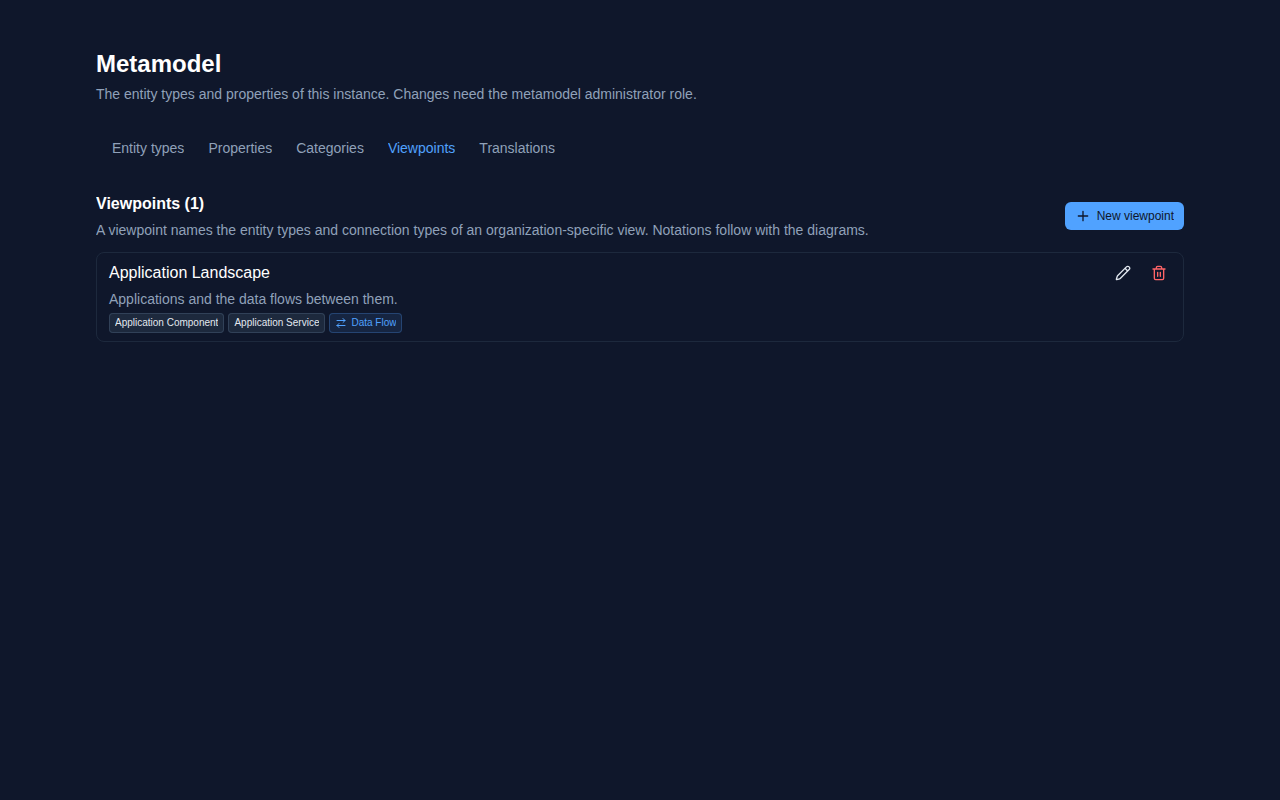 Metamodel
The entity types and properties of this instance. Changes need the metamodel administrator role.
Entity types Properties Categories Viewpoints Translations
Viewpoints (1)
A viewpoint names the entity types and connection types of an organization-specific view. Notations follow with the diagrams.
New viewpoint
Application Landscape
Applications and the data flows between them.
Application Component Application Service Data Flow